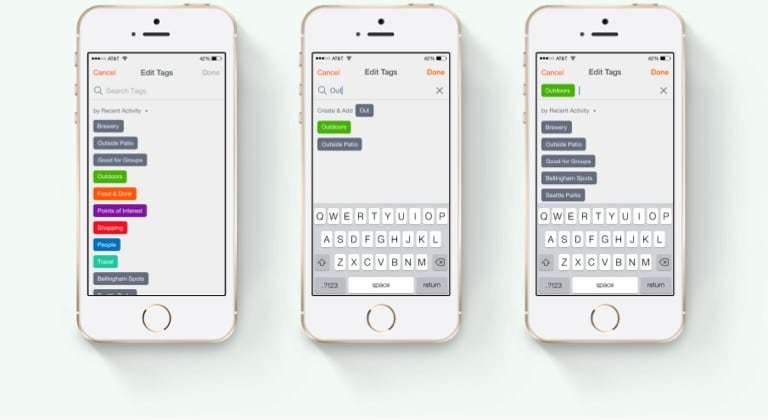 AT&T 42%
Cancel Edit Tags Done
Search Tags
by Recent Activity
Brewery
Outside Patio
Good for Groups
Outdoors
Food & Drink
Points of Interest
Shopping
People
Travel
Bellingham Spots
AT&T 42%
Cancel Edit Tags Done
Out
Create & Add Out
Outdoors
Outside Patio
Q W E R T Y U I O P
A S D F G H J K L
Z X C V B N M
.?123 space return
AT&T 42%
Cancel Edit Tags Done
Outdoors
by Recent Activity
Brewery
Outside Patio
Good for Groups
Bellingham Spots
Seattle Parks
Q W E R T Y U I O P
A S D F G H J K L
Z X C V B N M
.?123 space return